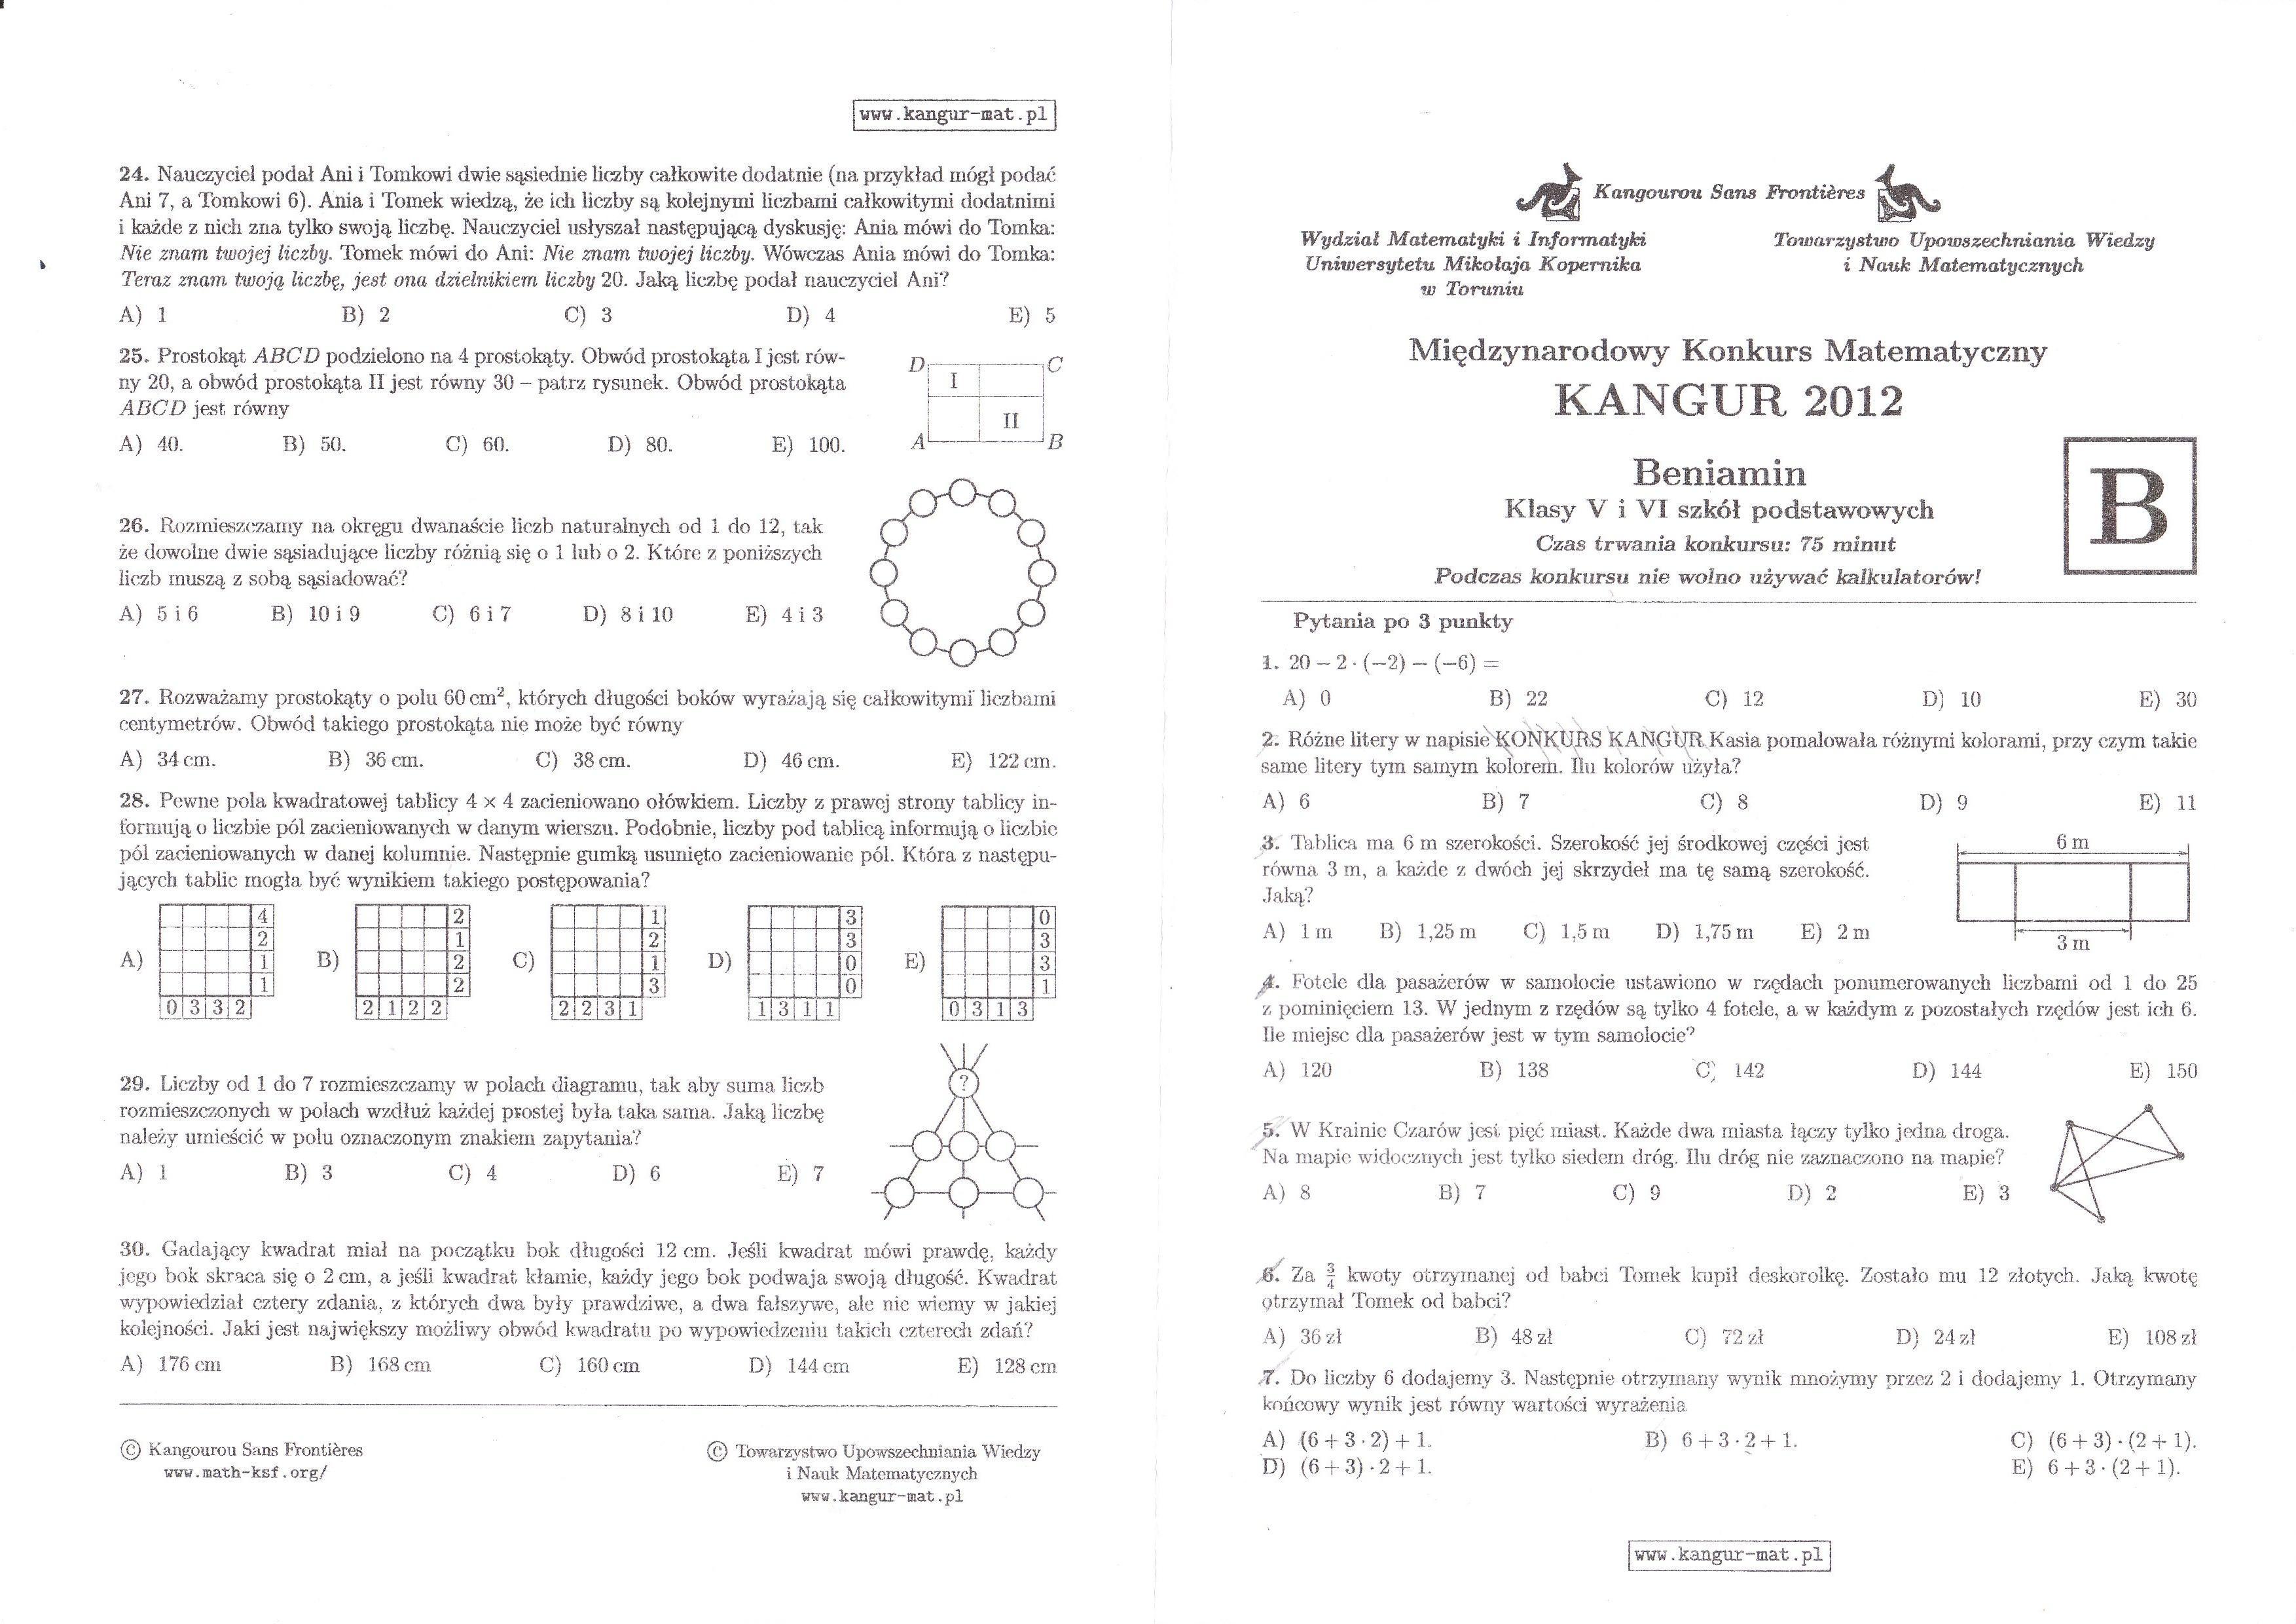 www.kangur-mat.pl
24. Nauczyciel podał Ani i Tomkowi dwie sąsiednie liczby całkowite dodatnie (na przykład mógł podać
Ani 7, a Tomkowi 6). Ania i Tomek wiedzą, że ich liczby są kolejnymi liczbami całkowitymi dodatnimi
i każde z nich zna tylko swoją liczbę. Nauczyciel usłyszał następującą dyskusję: Ania mówi do Tomka:
Nie znam twojej liczby. Tomek mówi do Ani: Nie znam twojej liczby. Wówczas Ania mówi do Tomka:
Teraz znam twoją liczbę, jest ona dzielnikiem liczby 20. Jaką liczbę podał nauczyciel Ani?
A) 1 B) 2 C) 3 D) 4 E) 5
25. Prostokąt ABCD podzielono na 4 prostokąty. Obwód prostokąta I jest rów-
ny 20, a obwód prostokąta II jest równy 30 – patrz rysunek. Obwód prostokąta
ABCD jest równy
A) 40. B) 50. C) 60. D) 80. E) 100.
D C
I
II
A B
26. Rozmieszczamy na okręgu dwanaście liczb naturalnych od 1 do 12, tak
że dowolne dwie sąsiadujące liczby różnią się o 1 lub o 2. Które z poniższych
liczb muszą z sobą sąsiadować?
A) 5 i 6 B) 10 i 9 C) 6 i 7 D) 8 i 10 E) 4 i 3
27. Rozważamy prostokąty o polu 60 cm², których długości boków wyrażają się całkowitymi liczbami
centymetrów. Obwód takiego prostokąta nie może być równy
A) 34 cm. B) 36 cm. C) 38 cm. D) 46 cm. E) 122 cm.
28. Pewne pola kwadratowej tablicy 4 × 4 zacieniowano ołówkiem. Liczby z prawej strony tablicy in-
formują o liczbie pól zacieniowanych w danym wierszu. Podobnie, liczby pod tablicą informują o liczbie
pól zacieniowanych w danej kolumnie. Następnie gumką usunięto zacieniowanie pól. Która z następu-
jących tablic mogła być wynikiem takiego postępowania?
4 2 1 3 0
2 1 2 3 3
A) 1 B) 2 C) 1 D) 0 E) 3
1 2 3 0 1
0 3 3 2 2 1 2 2 2 2 3 1 1 3 1 1 0 3 1 3
29. Liczby od 1 do 7 rozmieszczamy w polach diagramu, tak aby suma liczb
rozmieszczonych w polach wzdłuż każdej prostej była taka sama. Jaką liczbę
należy umieścić w polu oznaczonym znakiem zapytania?
A) 1 B) 3 C) 4 D) 6 E) 7
?
30. Gadający kwadrat miał na początku bok długości 12 cm. Jeśli kwadrat mówi prawdę, każdy
jego bok skraca się o 2 cm, a jeśli kwadrat kłamie, każdy jego bok podwaja swoją długość. Kwadrat
wypowiedział cztery zdania, z których dwa były prawdziwe, a dwa fałszywe, ale nie wiemy w jakiej
kolejności. Jaki jest największy możliwy obwód kwadratu po wypowiedzeniu takich czterech zdań?
A) 176 cm B) 168 cm C) 160 cm D) 144 cm E) 128 cm
© Kangourou Sans Frontières
www.math-ksf.org/
© Towarzystwo Upowszechniania Wiedzy
i Nauk Matematycznych
www.kangur-mat.pl
Kangourou Sans Frontières
Wydział Matematyki i Informatyki
Uniwersytetu Mikołaja Kopernika
w Toruniu
Towarzystwo Upowszechniania Wiedzy
i Nauk Matematycznych
Międzynarodowy Konkurs Matematyczny
KANGUR 2012
Beniamin
Klasy V i VI szkół podstawowych
Czas trwania konkursu: 75 minut
Podczas konkursu nie wolno używać kalkulatorów!
B
Pytania po 3 punkty
1. 20 – 2 · (–2) – (–6) =
A) 0 B) 22 C) 12 D) 10 E) 30
2. Różne litery w napisie KONKURS KANGUR Kasia pomalowała różnymi kolorami, przy czym takie
same litery tym samym kolorem. Ilu kolorów użyła?
A) 6 B) 7 C) 8 D) 9 E) 11
3. Tablica ma 6 m szerokości. Szerokość jej środkowej części jest
równa 3 m, a każde z dwóch jej skrzydeł ma tę samą szerokość.
Jaką?
A) 1 m B) 1,25 m C) 1,5 m D) 1,75 m E) 2 m
6 m
3 m
4. Fotele dla pasażerów w samolocie ustawiono w rzędach ponumerowanych liczbami od 1 do 25
z pominięciem 13. W jednym z rzędów są tylko 4 fotele, a w każdym z pozostałych rzędów jest ich 6.
Ile miejsc dla pasażerów jest w tym samolocie?
A) 120 B) 138 C) 142 D) 144 E) 150
5. W Krainie Czarów jest pięć miast. Każde dwa miasta łączy tylko jedna droga.
Na mapie widocznych jest tylko siedem dróg. Ilu dróg nie zaznaczono na mapie?
A) 8 B) 7 C) 9 D) 2 E) 3
6. Za 3/4 kwoty otrzymanej od babci Tomek kupił deskorolkę. Zostało mu 12 złotych. Jaką kwotę
otrzymał Tomek od babci?
A) 36 zł B) 48 zł C) 72 zł D) 24 zł E) 108 zł
7. Do liczby 6 dodajemy 3. Następnie otrzymany wynik mnożymy przez 2 i dodajemy 1. Otrzymany
końcowy wynik jest równy wartości wyrażenia
A) (6 + 3 · 2) + 1. B) 6 + 3 · 2 + 1. C) (6 + 3) · (2 + 1).
D) (6 + 3) · 2 + 1. E) 6 + 3 · (2 + 1).
www.kangur-mat.pl